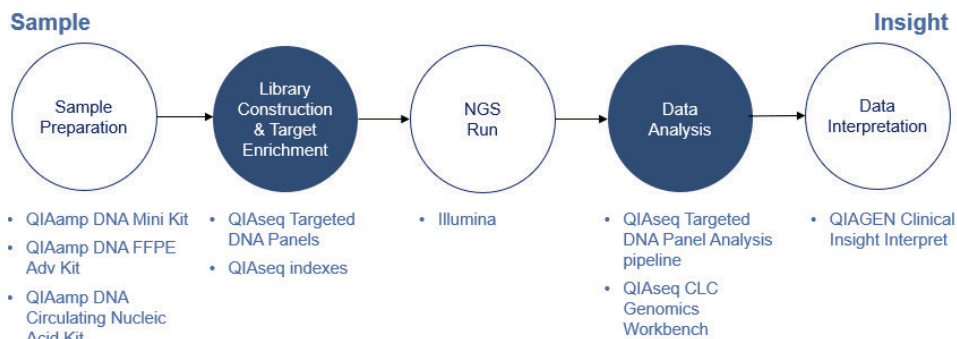 Sample
Insight
Sample
Preparation
Library
Construction
& Target
Enrichment
NGS
Run
Data
Analysis
Data
Interpretation
• QIAamp DNA Mini Kit
• QIAamp DNA FFPE
Adv Kit
• QIAamp DNA
Circulating Nucleic
Acid Kit
• QIAseq Targeted
DNA Panels
• QIAseq indexes
• Illumina
• QIAseq Targeted
DNA Panel Analysis
pipeline
• QIAseq CLC
Genomics
Workbench
• QIAGEN Clinical
Insight Interpret